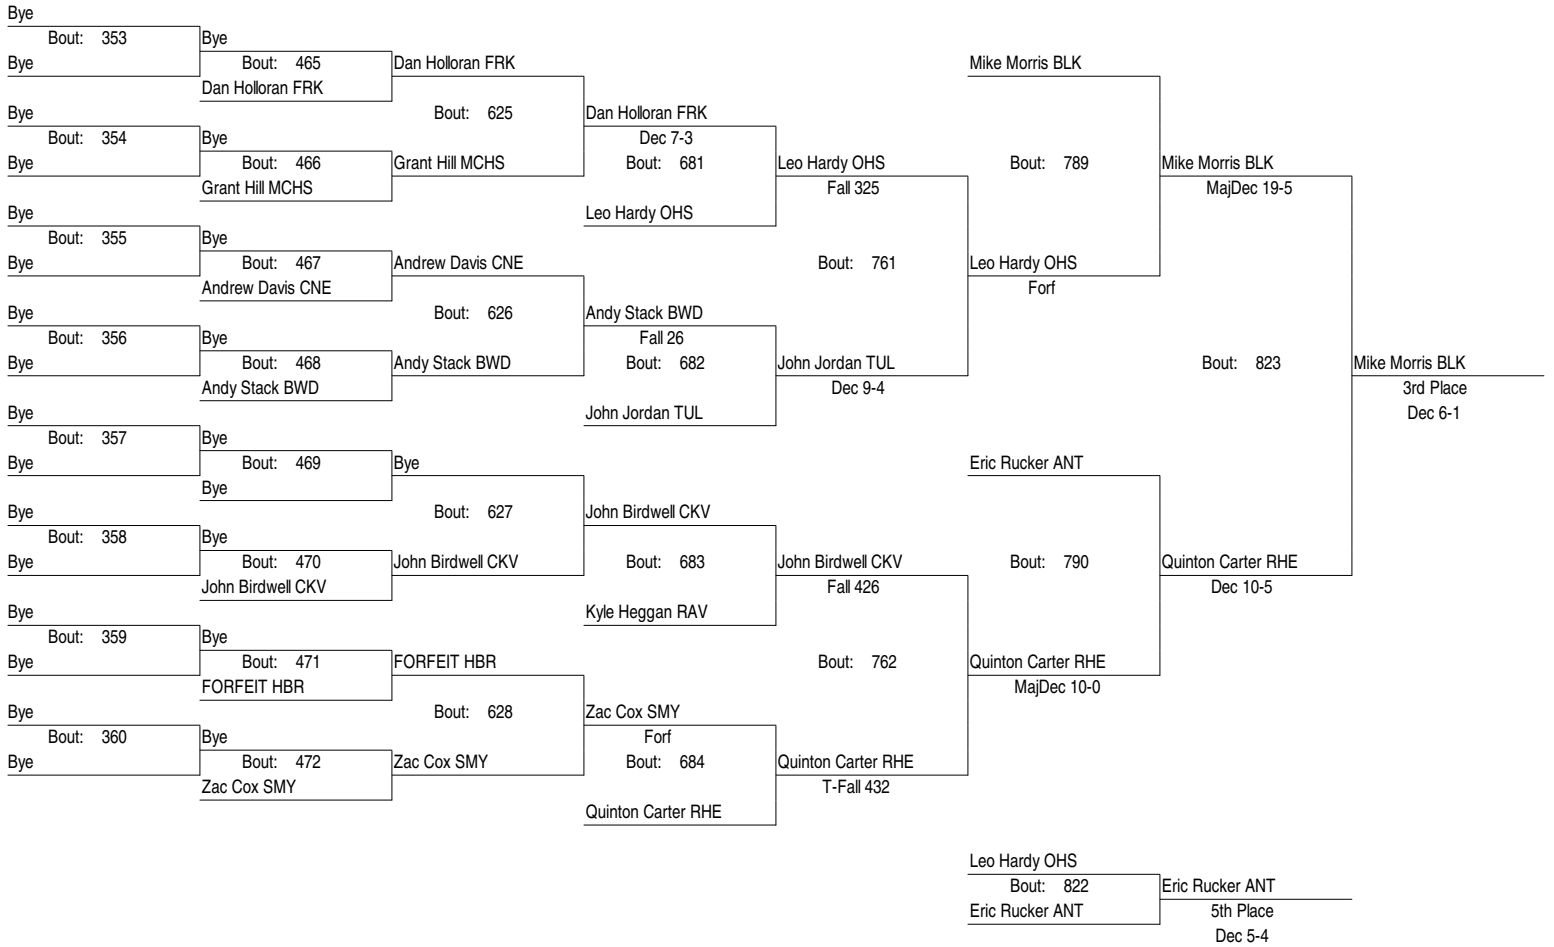 Bye
Bout: 353 Bye
Bye Bout: 465 Dan Holloran FRK Mike Morris BLK
Dan Holloran FRK
Bye Bout: 625 Dan Holloran FRK
Bout: 354 Bye Dec 7-3
Bye Bout: 466 Grant Hill MCHS Bout: 681 Leo Hardy OHS Bout: 789 Mike Morris BLK
Grant Hill MCHS Fall 325 MajDec 19-5
Bye Leo Hardy OHS
Bout: 355 Bye
Bye Bout: 467 Andrew Davis CNE Bout: 761 Leo Hardy OHS
Andrew Davis CNE Forf
Bye Bout: 626 Andy Stack BWD
Bout: 356 Bye Fall 26
Bye Bout: 468 Andy Stack BWD Bout: 682 John Jordan TUL Bout: 823 Mike Morris BLK
Andy Stack BWD Dec 9-4 3rd Place
Bye John Jordan TUL Dec 6-1
Bout: 357 Bye
Bye Bout: 469 Bye Eric Rucker ANT
Bye
Bye Bout: 627 John Birdwell CKV
Bout: 358 Bye
Bye Bout: 470 John Birdwell CKV Bout: 683 John Birdwell CKV Bout: 790 Quinton Carter RHE
John Birdwell CKV Fall 426 Dec 10-5
Bye Kyle Heggan RAV
Bout: 359 Bye
Bye Bout: 471 FORFEIT HBR Bout: 762 Quinton Carter RHE
FORFEIT HBR MajDec 10-0
Bye Bout: 628 Zac Cox SMY
Bout: 360 Bye Forf
Bye Bout: 472 Zac Cox SMY Bout: 684 Quinton Carter RHE
Zac Cox SMY T-Fall 432
Quinton Carter RHE
Leo Hardy OHS
Bout: 822 Eric Rucker ANT
Eric Rucker ANT 5th Place
Dec 5-4